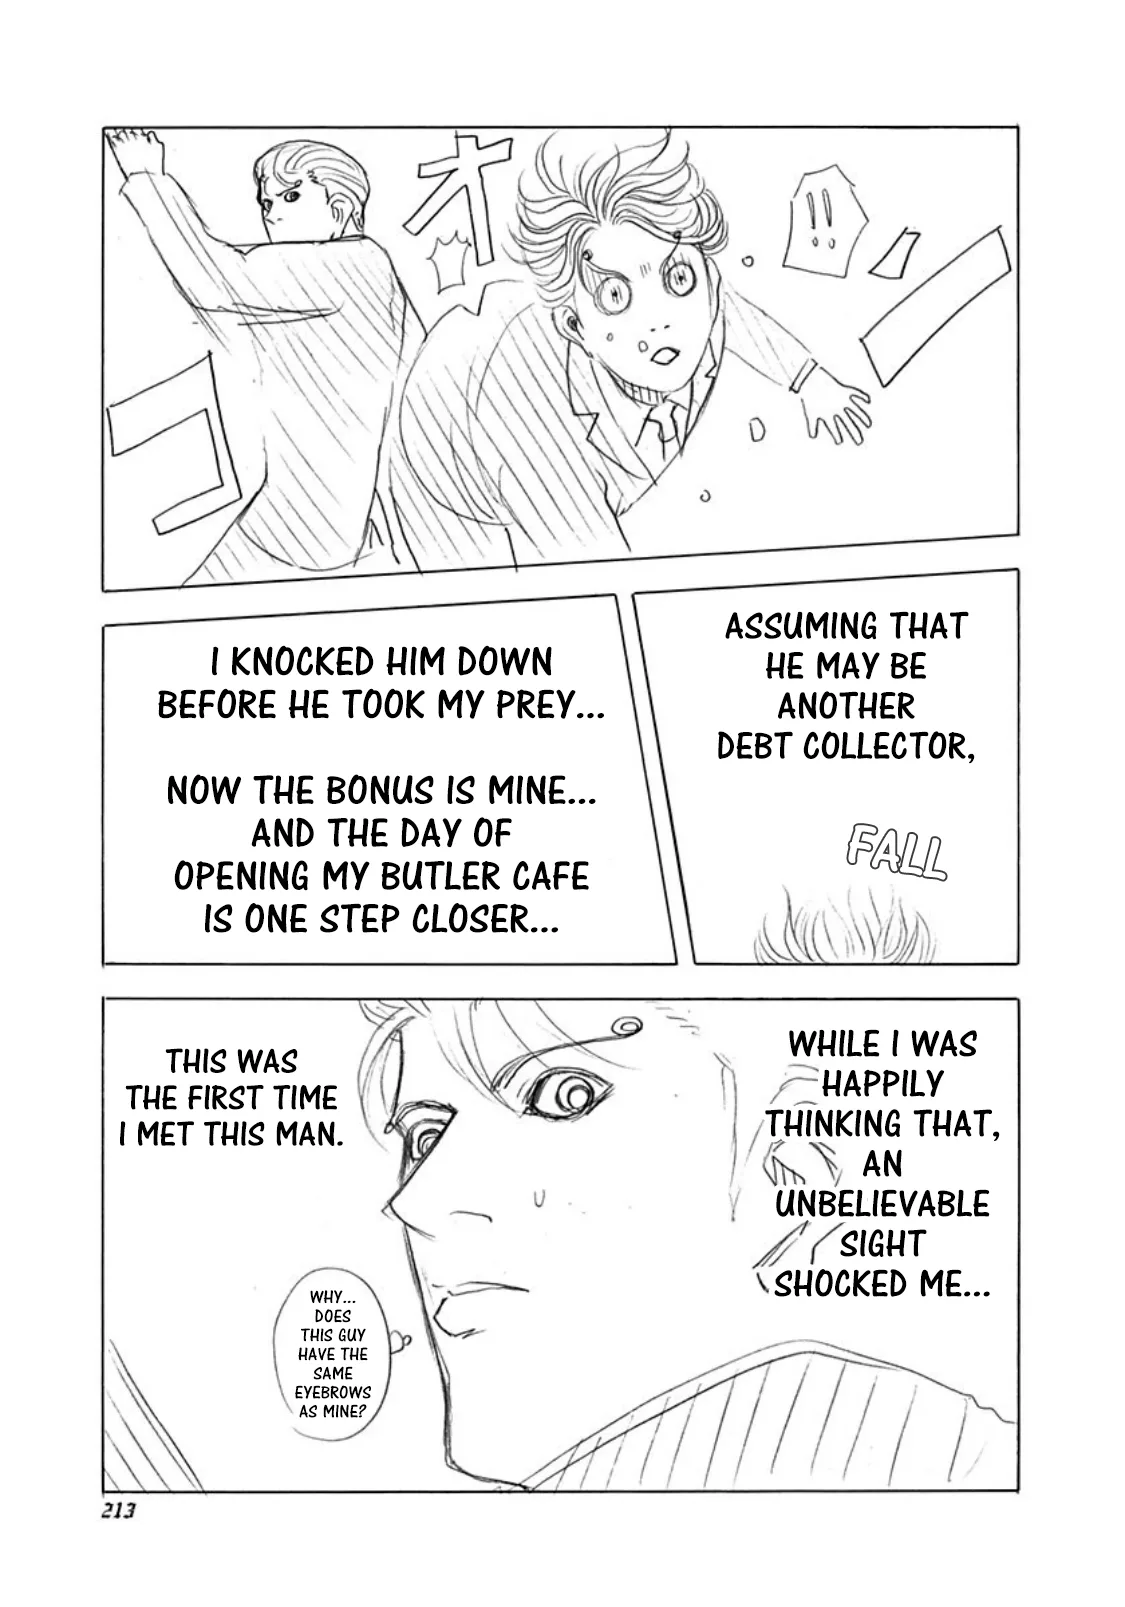 ゴオ
!!
ASSUMING THAT
HE MAY BE
ANOTHER
DEBT COLLECTOR,
FALL
I KNOCKED HIM DOWN
BEFORE HE TOOK MY PREY...
NOW THE BONUS IS MINE...
AND THE DAY OF
OPENING MY BUTLER CAFE
IS ONE STEP CLOSER...
WHILE I WAS
HAPPILY
THINKING THAT,
AN
UNBELIEVABLE
SIGHT
SHOCKED ME...
THIS WAS
THE FIRST TIME
I MET THIS MAN.
WHY...
DOES
THIS GUY
HAVE THE
SAME
EYEBROWS
AS MINE?
213